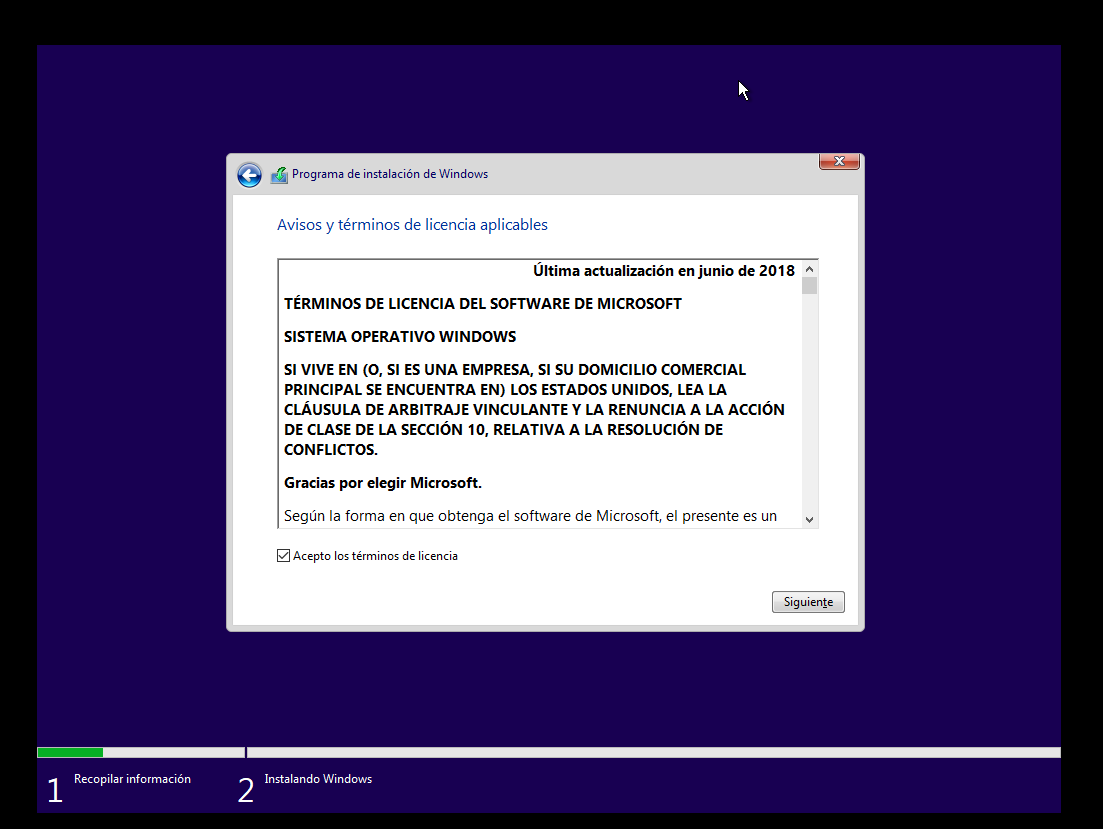 Programa de instalación de Windows
Avisos y términos de licencia aplicables
Última actualización en junio de 2018
TÉRMINOS DE LICENCIA DEL SOFTWARE DE MICROSOFT
SISTEMA OPERATIVO WINDOWS
SI VIVE EN (O, SI ES UNA EMPRESA, SI SU DOMICILIO COMERCIAL
PRINCIPAL SE ENCUENTRA EN) LOS ESTADOS UNIDOS, LEA LA
CLÁUSULA DE ARBITRAJE VINCULANTE Y LA RENUNCIA A LA ACCIÓN
DE CLASE DE LA SECCIÓN 10, RELATIVA A LA RESOLUCIÓN DE
CONFLICTOS.
Gracias por elegir Microsoft.
Según la forma en que obtenga el software de Microsoft, el presente es un
Acepto los términos de licencia
Siguiente
1 Recopilar información
2 Instalando Windows